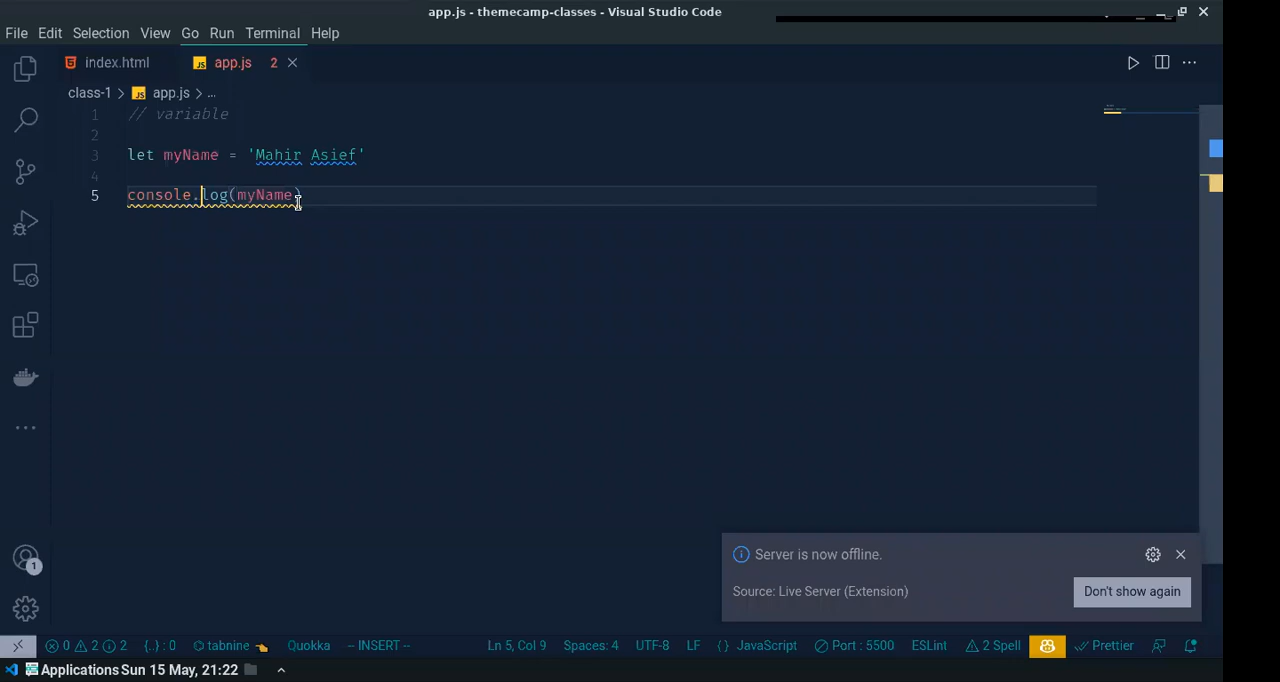 app.js - themecamp-classes - Visual Studio Code
File Edit Selection View Go Run Terminal Help
index.html JS app.js 2
class-1 > JS app.js > ...
1 // variable
2
3 let myName = 'Mahir Asief'
4
5 console.log(myName)
Server is now offline.
Source: Live Server (Extension)
Don't show again
1
0 2 2 {..} : 0 tabnine Quokka -- INSERT -- Ln 5, Col 9 Spaces: 4 UTF-8 LF {} JavaScript Port : 5500 ESLint 2 Spell Prettier
Applications Sun 15 May, 21:22